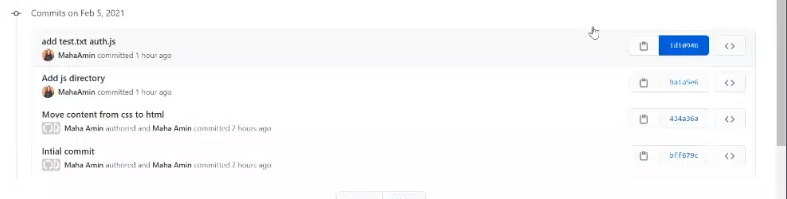 Commits on Feb 5, 2021
add test.txt auth.js
1d10946
MahaAmin committed 1 hour ago
Add js directory
ba1a5e6
MahaAmin committed 1 hour ago
Move content from css to html
434a36a
Maha Amin authored and Maha Amin committed 2 hours ago
Intial commit
bff679c
Maha Amin authored and Maha Amin committed 2 hours ago